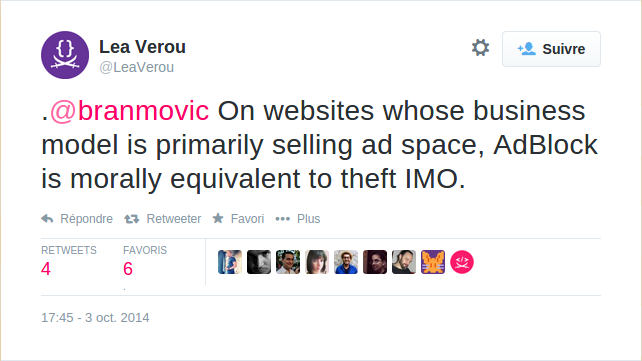 Lea Verou
@LeaVerou
Suivre
.@branmovic On websites whose business
model is primarily selling ad space, AdBlock
is morally equivalent to theft IMO.
Répondre Retweeter Favori Plus
RETWEETS FAVORIS
4 6
17:45 - 3 oct. 2014